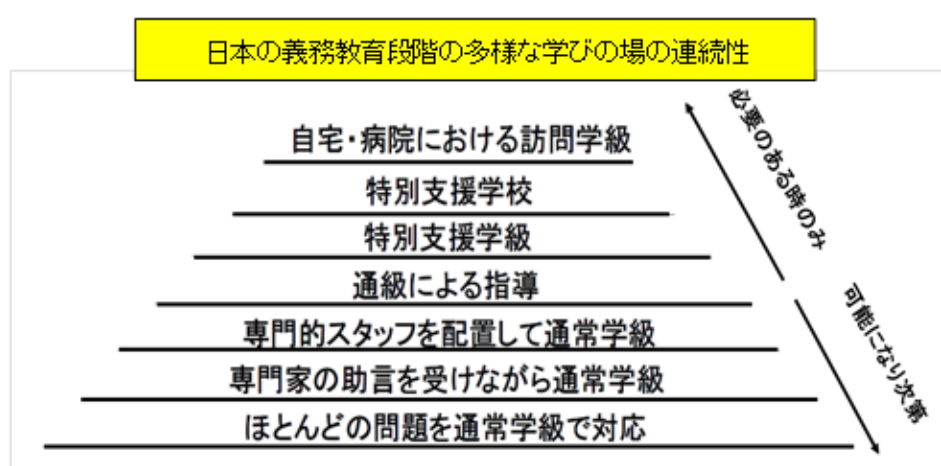 日本の義務教育段階の多様な学びの場の連続性
自宅・病院における訪問学級
特別支援学校
特別支援学級
通級による指導
専門的スタッフを配置して通常学級
専門家の助言を受けながら通常学級
ほとんどの問題を通常学級で対応
必要のある時のみ
可能になり次第